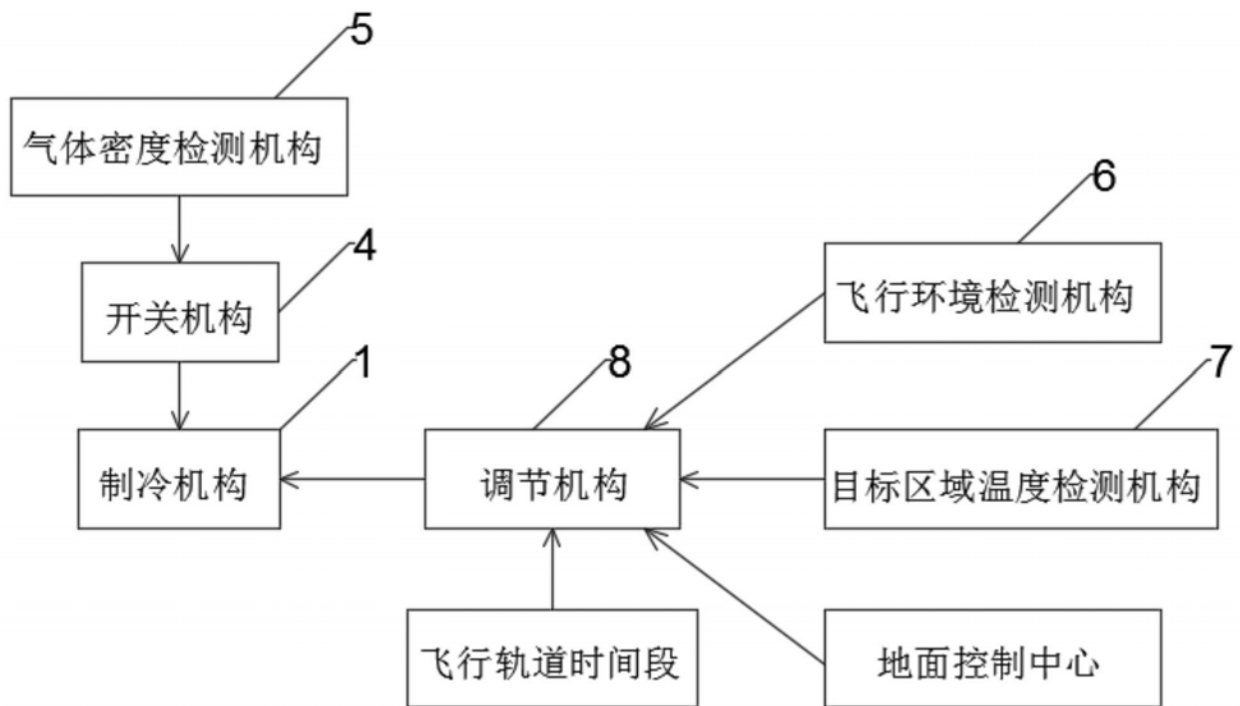 5
气体密度检测机构
6
4
开关机构
飞行环境检测机构
1
8
7
制冷机构
调节机构
目标区域温度检测机构
飞行轨道时间段
地面控制中心